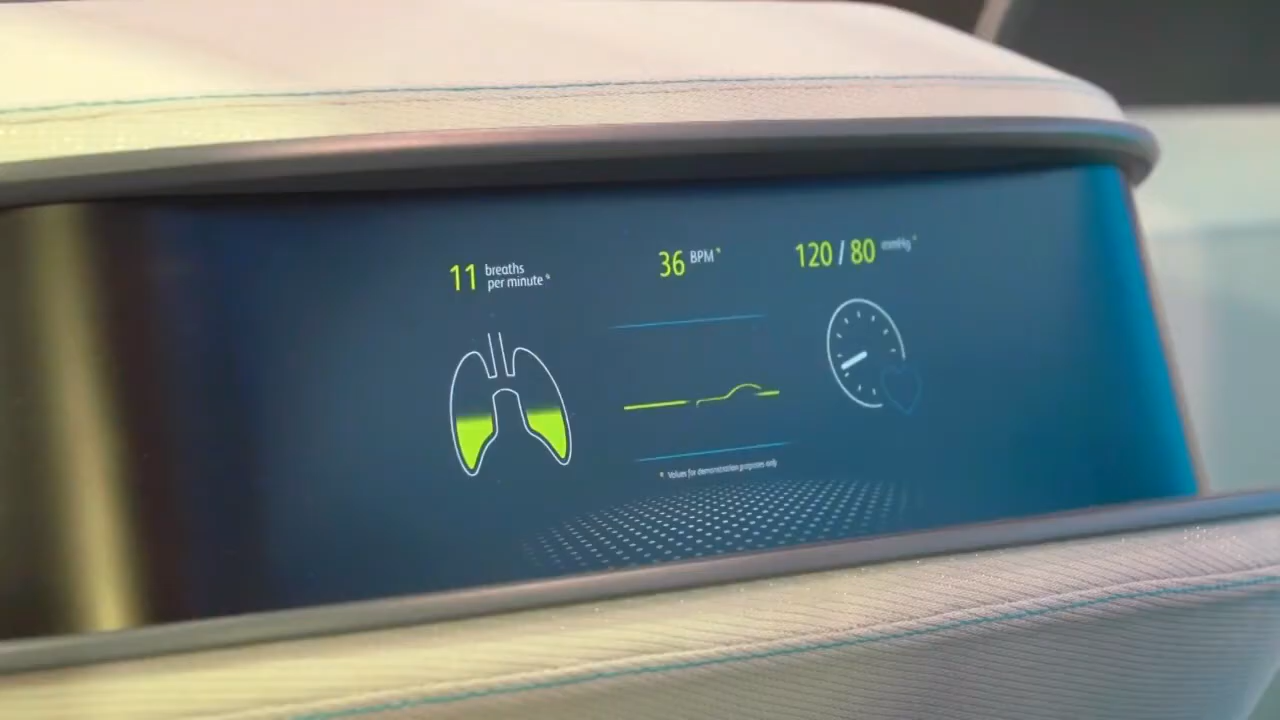 11 breaths
per minute*
36 BPM*
120 / 80 mmHg*
* Values for demonstration purposes only